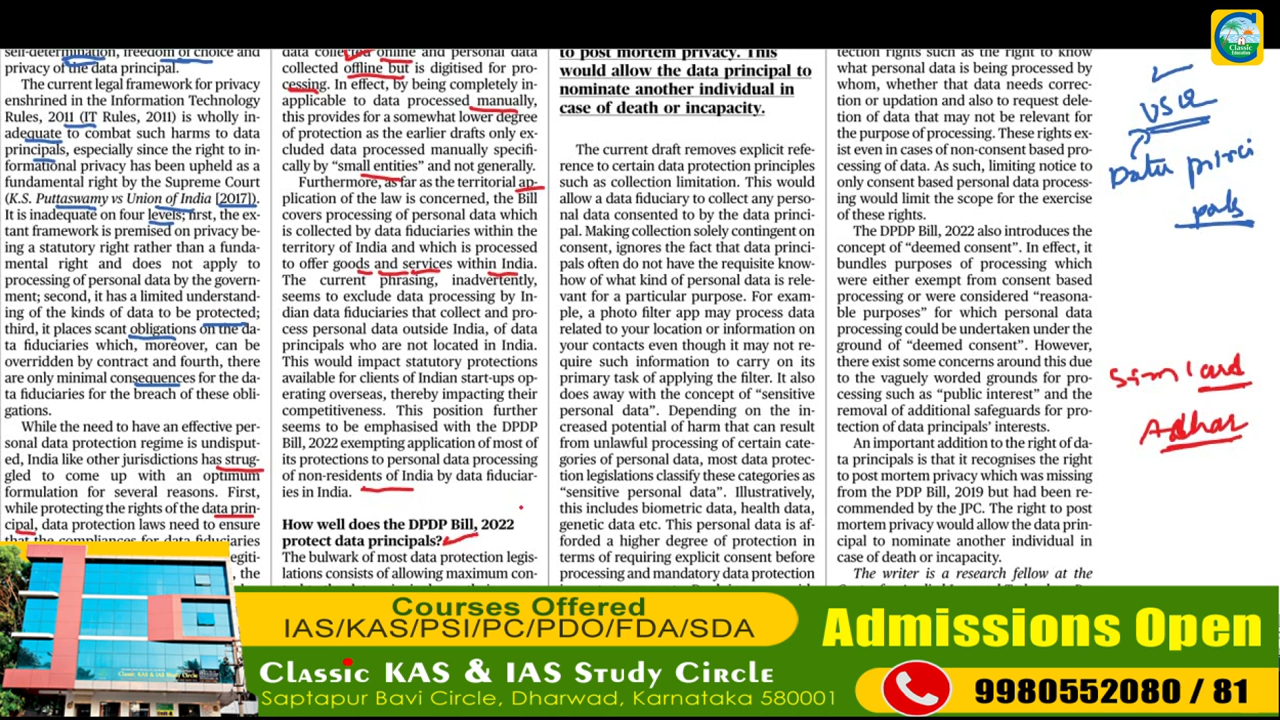 self-determination, freedom of choice and
privacy of the data principal.
The current legal framework for privacy
enshrined in the Information Technology
Rules, 2011 (IT Rules, 2011) is wholly in-
adequate to combat such harms to data
principals, especially since the right to in-
formational privacy has been upheld as a
fundamental right by the Supreme Court
(K.S. Puttaswamy vs Union of India [2017]).
It is inadequate on four levels; first, the ex-
tant framework is premised on privacy be-
ing a statutory right rather than a funda-
mental right and does not apply to
processing of personal data by the govern-
ment; second, it has a limited understand-
ing of the kinds of data to be protected;
third, it places scant obligations on the da-
ta fiduciaries which, moreover, can be
overridden by contract and fourth, there
are only minimal consequences for the da-
ta fiduciaries for the breach of these obli-
gations.
While the need to have an effective per-
sonal data protection regime is undisput-
ed, India like other jurisdictions has strug-
gled to come up with an optimum
formulation for several reasons. First,
while protecting the rights of the data prin-
cipal, data protection laws need to ensure
that the compliances for data fiduciaries
egiti-
, the
data collected online and personal data
collected offline but is digitised for pro-
cessing. In effect, by being completely in-
applicable to data processed manually,
this provides for a somewhat lower degree
of protection as the earlier drafts only ex-
cluded data processed manually specifi-
cally by “small entities” and not generally.
Furthermore, as far as the territorial ap-
plication of the law is concerned, the Bill
covers processing of personal data which
is collected by data fiduciaries within the
territory of India and which is processed
to offer goods and services within India.
The current phrasing, inadvertently,
seems to exclude data processing by In-
dian data fiduciaries that collect and pro-
cess personal data outside India, of data
principals who are not located in India.
This would impact statutory protections
available for clients of Indian start-ups op-
erating overseas, thereby impacting their
competitiveness. This position further
seems to be emphasised with the DPDP
Bill, 2022 exempting application of most of
its protections to personal data processing
of non-residents of India by data fiduciar-
ies in India.
How well does the DPDP Bill, 2022
protect data principals?
The bulwark of most data protection legis-
lations consists of allowing maximum con-
to post mortem privacy. This
would allow the data principal to
nominate another individual in
case of death or incapacity.
The current draft removes explicit refe-
rence to certain data protection principles
such as collection limitation. This would
allow a data fiduciary to collect any perso-
nal data consented to by the data princi-
pal. Making collection solely contingent on
consent, ignores the fact that data princi-
pals often do not have the requisite know-
how of what kind of personal data is rele-
vant for a particular purpose. For exam-
ple, a photo filter app may process data
related to your location or information on
your contacts even though it may not re-
quire such information to carry on its
primary task of applying the filter. It also
does away with the concept of “sensitive
personal data”. Depending on the in-
creased potential of harm that can result
from unlawful processing of certain cate-
gories of personal data, most data protec-
tion legislations classify these categories as
“sensitive personal data”. Illustratively,
this includes biometric data, health data,
genetic data etc. This personal data is af-
forded a higher degree of protection in
terms of requiring explicit consent before
processing and mandatory data protection
tection rights such as the right to know
what personal data is being processed by
whom, whether that data needs correc-
tion or updation and also to request dele-
tion of data that may not be relevant for
the purpose of processing. These rights ex-
ist even in cases of non-consent based pro-
cessing of data. As such, limiting notice to
only consent based personal data process-
ing would limit the scope for the exercise
of these rights.
The DPDP Bill, 2022 also introduces the
concept of “deemed consent”. In effect, it
bundles purposes of processing which
were either exempt from consent based
processing or were considered “reasona-
ble purposes” for which personal data
processing could be undertaken under the
ground of “deemed consent”. However,
there exist some concerns around this due
to the vaguely worded grounds for pro-
cessing such as “public interest” and the
removal of additional safeguards for pro-
tection of data principals’ interests.
An important addition to the right of da-
ta principals is that it recognises the right
to post mortem privacy which was missing
from the PDP Bill, 2019 but had been re-
commended by the JPC. The right to post
mortem privacy would allow the data prin-
cipal to nominate another individual in
case of death or incapacity.
The writer is a research fellow at the
Data princi
pals
Adhar
Classic
Education
Courses Offered
IAS/KAS/PSI/PC/PDO/FDA/SDA
Classic KAS & IAS Study Circle
Saptapur Bavi Circle, Dharwad, Karnataka 580001
Admissions Open
9980552080 / 81